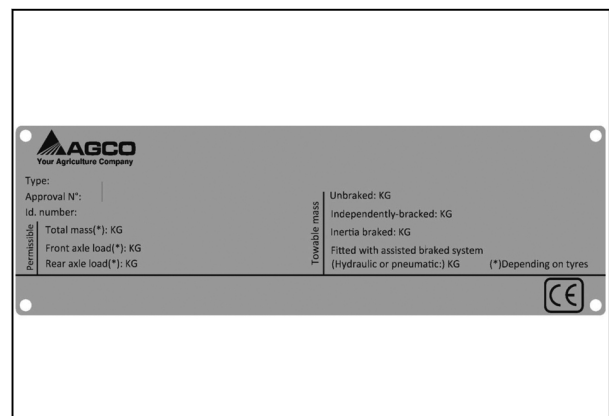 AGCO
Your Agriculture Company
Type:
Approval N°:
Id. number:
Permissible
Total mass(*): KG
Front axle load(*): KG
Rear axle load(*): KG
Towable mass
Unbraked: KG
Independently-bracked: KG
Inertia braked: KG
Fitted with assisted braked system
(Hydraulic or pneumatic:) KG (*)Depending on tyres
CE